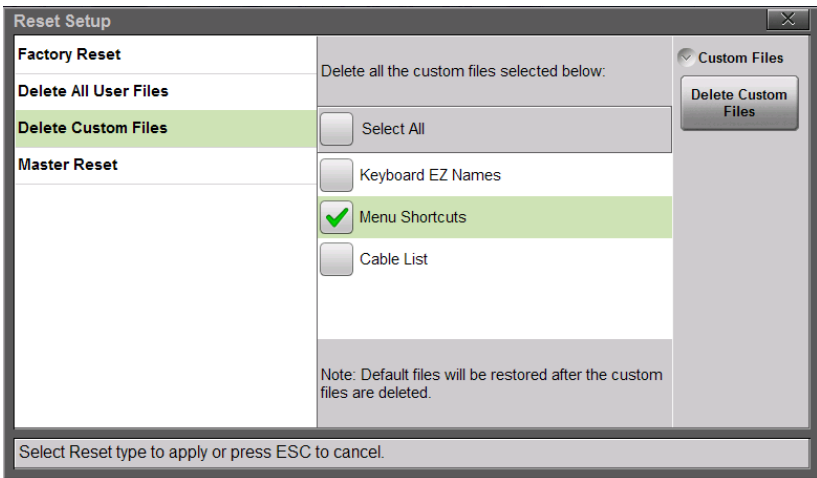 Reset Setup
Factory Reset
Delete All User Files
Delete Custom Files
Master Reset
Delete all the custom files selected below:
Select All
Keyboard EZ Names
Menu Shortcuts
Cable List
Note: Default files will be restored after the custom
files are deleted.
Custom Files
Delete Custom
Files
Select Reset type to apply or press ESC to cancel.